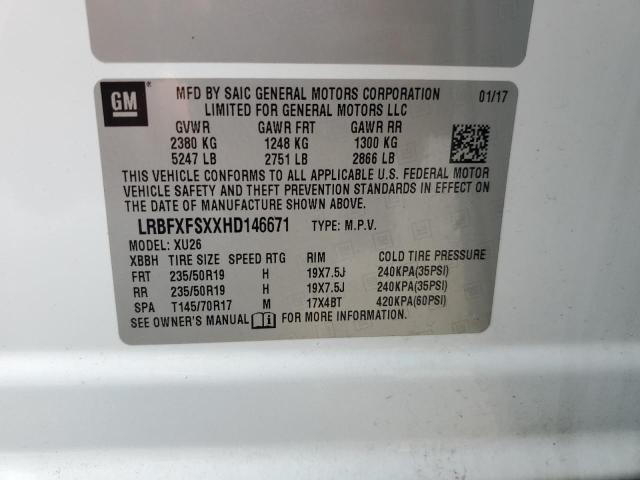 GM ®
MFD BY SAIC GENERAL MOTORS CORPORATION 01/17
LIMITED FOR GENERAL MOTORS LLC
GVWR GAWR FRT GAWR RR
2380 KG 1248 KG 1300 KG
5247 LB 2751 LB 2866 LB
THIS VEHICLE CONFORMS TO ALL APPLICABLE U.S. FEDERAL MOTOR
VEHICLE SAFETY AND THEFT PREVENTION STANDARDS IN EFFECT ON
THE DATE OF MANUFACTURE SHOWN ABOVE.
LRBFXFSXXHD146671 TYPE: M.P.V.
MODEL: XU26
XBBH TIRE SIZE SPEED RTG RIM COLD TIRE PRESSURE
FRT 235/50R19 H 19X7.5J 240KPA(35PSI)
RR 235/50R19 H 19X7.5J 240KPA(35PSI)
SPA T145/70R17 M 17X4BT 420KPA(60PSI)
SEE OWNER'S MANUAL i FOR MORE INFORMATION.